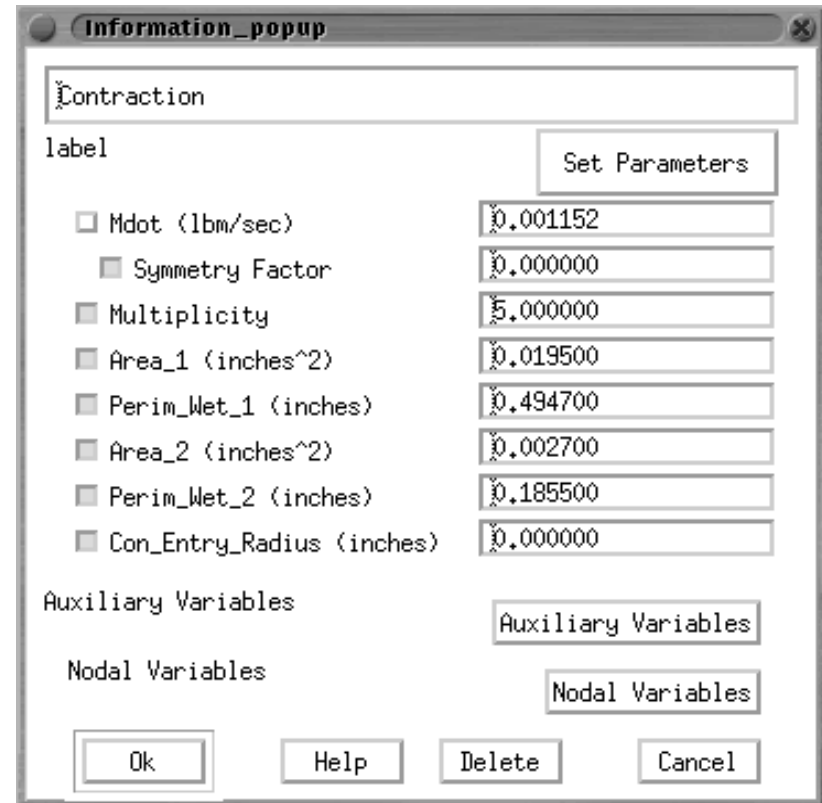 Information_popup
Contraction
label
Set Parameters
Mdot (lbm/sec) 0.001152
Symmetry Factor 0.000000
Multiplicity 5.000000
Area_1 (inches^2) 0.019500
Perim_Wet_1 (inches) 0.494700
Area_2 (inches^2) 0.002700
Perim_Wet_2 (inches) 0.185500
Con_Entry_Radius (inches) 0.000000
Auxiliary Variables
Auxiliary Variables
Nodal Variables
Nodal Variables
Ok Help Delete Cancel